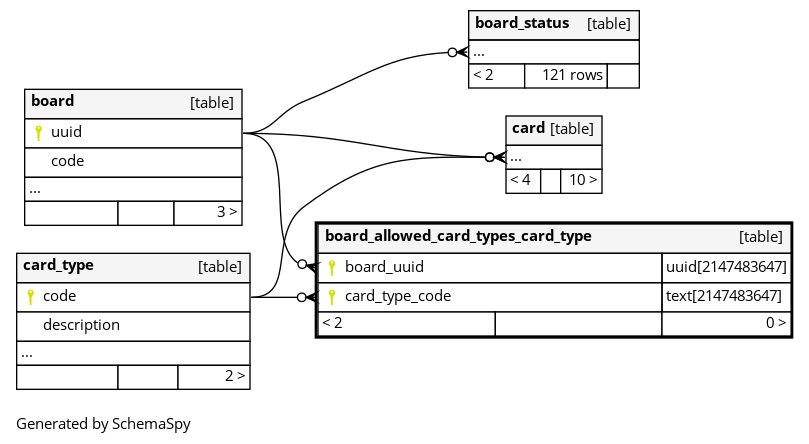 board_status [table]
...
< 2 121 rows
board [table]
uuid
code
...
3 >
card [table]
...
< 4 10 >
board_allowed_card_types_card_type [table]
board_uuid uuid[2147483647]
card_type_code text[2147483647]
< 2 0 >
card_type [table]
code
description
...
2 >
Generated by SchemaSpy